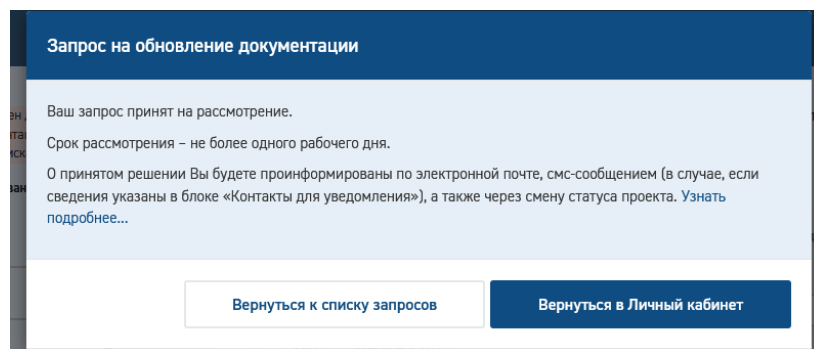 Запрос на обновление документации
Ваш запрос принят на рассмотрение.
Срок рассмотрения – не более одного рабочего дня.
О принятом решении Вы будете проинформированы по электронной почте, смс-сообщением (в случае, если
сведения указаны в блоке «Контакты для уведомления»), а также через смену статуса проекта. Узнать
подробнее...
Вернуться к списку запросов
Вернуться в Личный кабинет